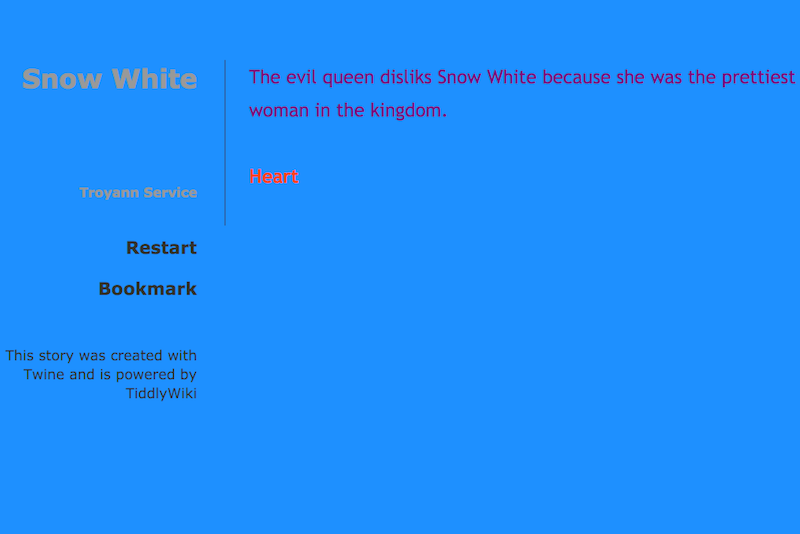 Snow White
Troyann Service
Restart
Bookmark
This story was created with
Twine and is powered by
TiddlyWiki
The evil queen disliks Snow White because she was the prettiest
woman in the kingdom.
Heart